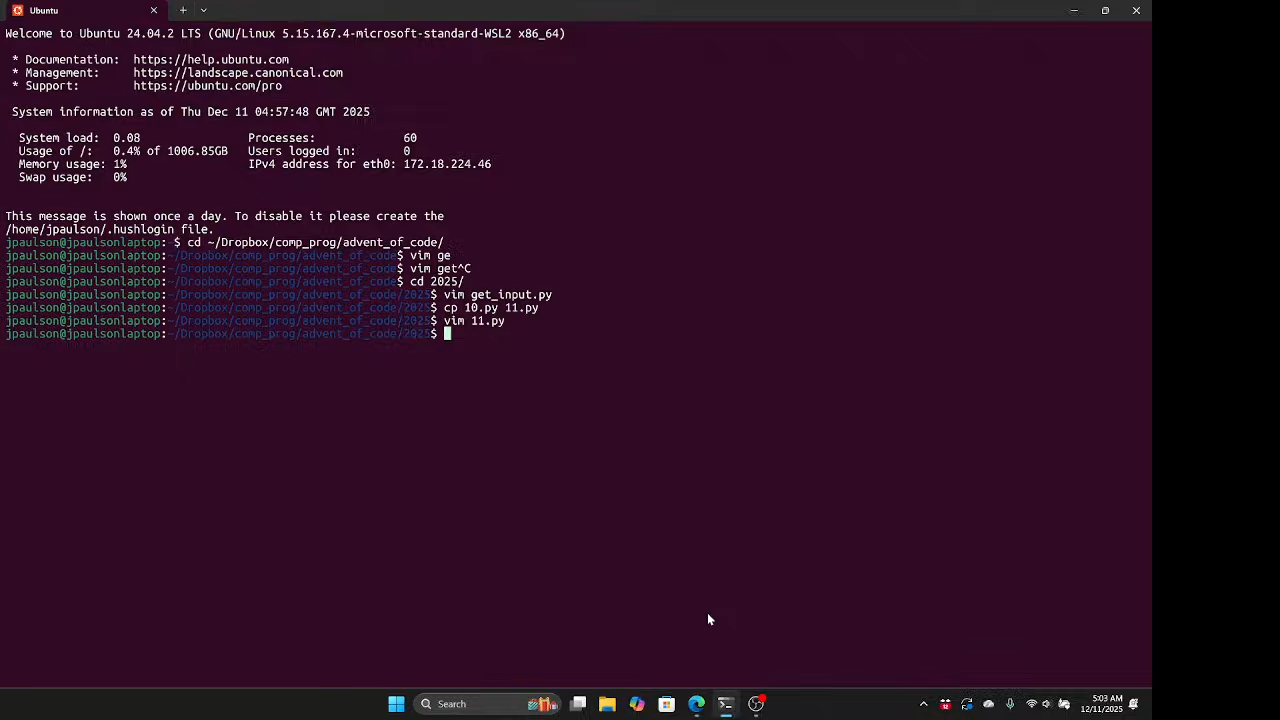 Ubuntu
Welcome to Ubuntu 24.04.2 LTS (GNU/Linux 5.15.167.4-microsoft-standard-WSL2 x86_64)
* Documentation: https://help.ubuntu.com
* Management: https://landscape.canonical.com
* Support: https://ubuntu.com/pro
System information as of Thu Dec 11 04:57:48 GMT 2025
System load: 0.08 Processes: 60
Usage of /: 0.4% of 1006.85GB Users logged in: 0
Memory usage: 1% IPv4 address for eth0: 172.18.224.46
Swap usage: 0%
This message is shown once a day. To disable it please create the
/home/jpaulson/.hushlogin file.
jpaulson@jpaulsonlaptop:~$ cd ~/Dropbox/comp_prog/advent_of_code/
jpaulson@jpaulsonlaptop:~/Dropbox/comp_prog/advent_of_code$ vim ge
jpaulson@jpaulsonlaptop:~/Dropbox/comp_prog/advent_of_code$ vim get^C
jpaulson@jpaulsonlaptop:~/Dropbox/comp_prog/advent_of_code$ cd 2025/
jpaulson@jpaulsonlaptop:~/Dropbox/comp_prog/advent_of_code/2025$ vim get_input.py
jpaulson@jpaulsonlaptop:~/Dropbox/comp_prog/advent_of_code/2025$ cp 10.py 11.py
jpaulson@jpaulsonlaptop:~/Dropbox/comp_prog/advent_of_code/2025$ vim 11.py
jpaulson@jpaulsonlaptop:~/Dropbox/comp_prog/advent_of_code/2025$
Search
5:03 AM
12/11/2025